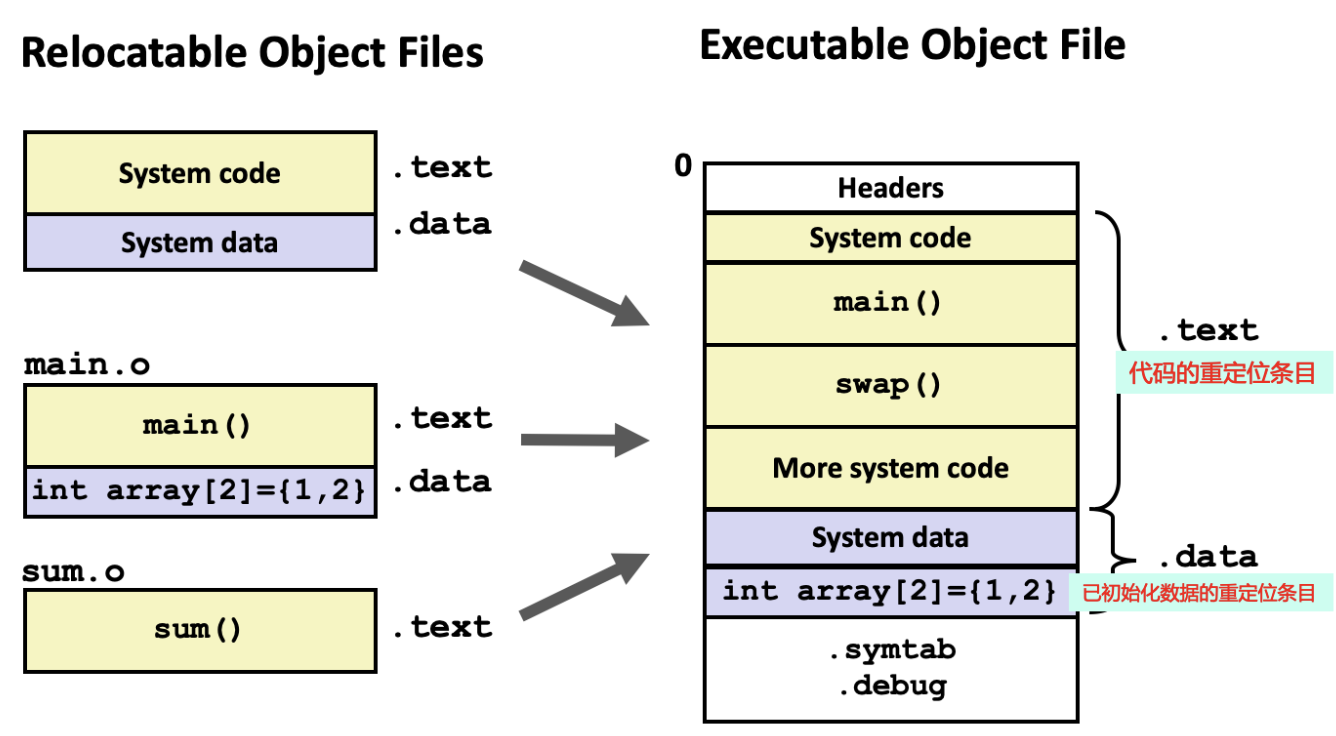 Relocatable Object Files
System code
.text
System data
.data
main.o
main()
.text
int array[2]={1,2}
.data
sum.o
sum()
.text
Executable Object File
0
Headers
System code
main()
swap()
More system code
System data
int array[2]={1,2}
.symtab
.debug
.text
代码的重定位条目
.data
已初始化数据的重定位条目